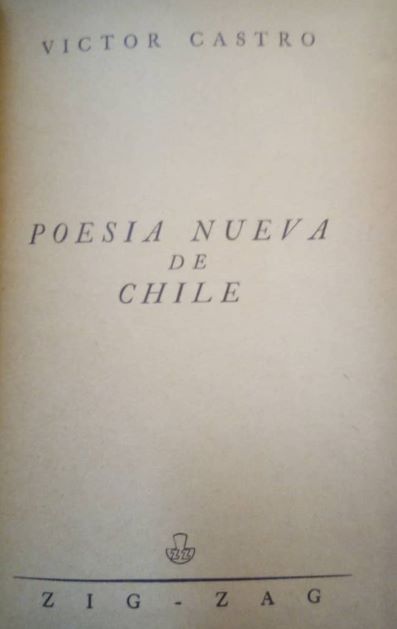 VICTOR CASTRO
POESIA NUEVA
DE
CHILE
ZIG-ZAG